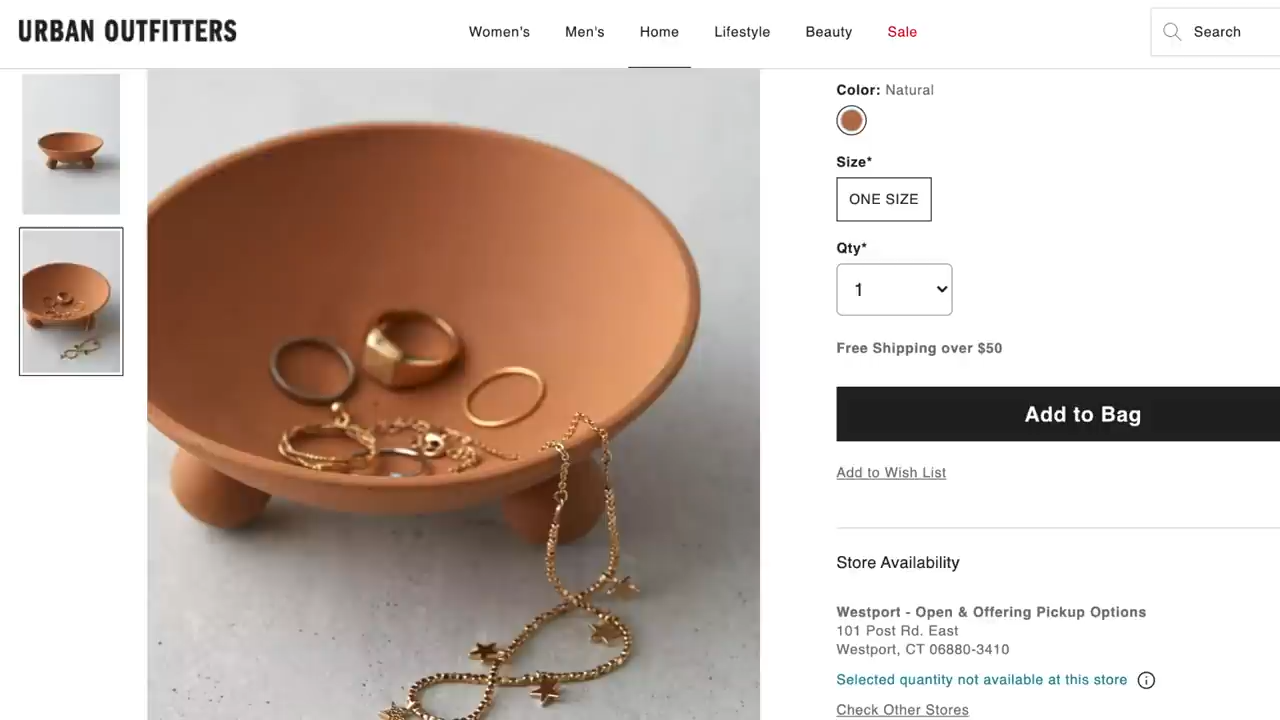 URBAN OUTFITTERS
Women's Men's Home Lifestyle Beauty Sale
Search
Color: Natural
Size*
ONE SIZE
Qty*
1
Free Shipping over $50
Add to Bag
Add to Wish List
Store Availability
Westport - Open & Offering Pickup Options
101 Post Rd. East
Westport, CT 06880-3410
Selected quantity not available at this store
Check Other Stores